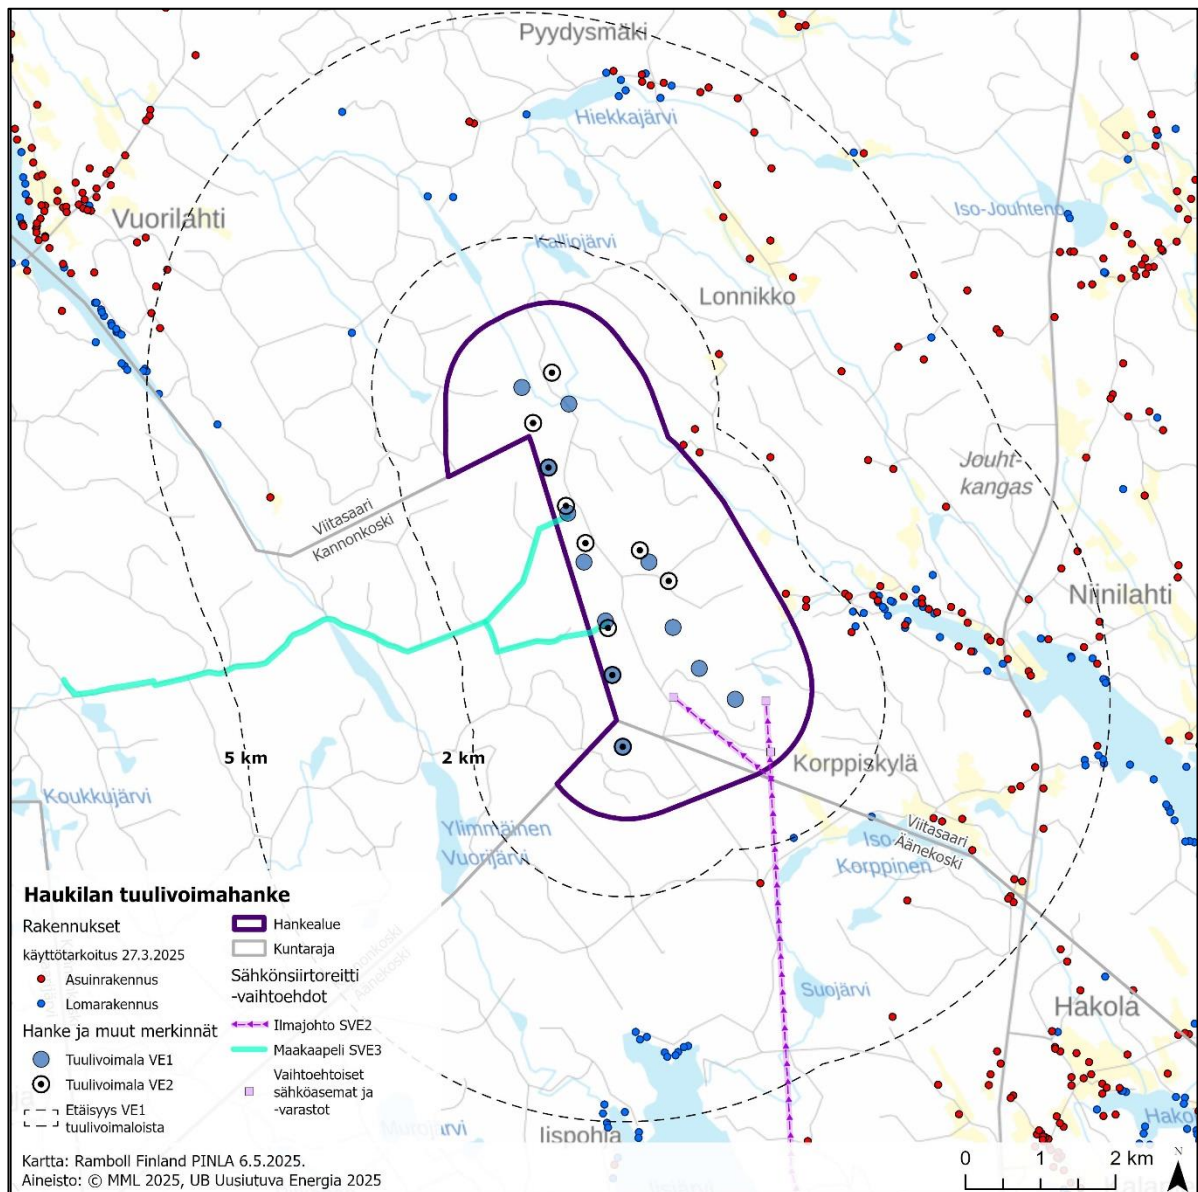 Pyydysmäki
Hiekkajärvi
Vuorilahti
Iso-Jouhteno
Kalliojärvi
Lonnikko
Jouht-
kangas
Viitasaari
Kannonkoski
Niinilahti
5 km
2 km
Korppiskylä
Koukkujärvi
Ylimmäinen
Vuorijärvi
Viitasaari
Äänekoski
Iso-
Korppinen
Suojärvi
Hakola
Haukilan tuulivoimahanke
Rakennukset
käyttötarkoitus 27.3.2025
Asuinrakennus
Lomarakennus
Hanke ja muut merkinnät
Tuulivoimala VE1
Tuulivoimala VE2
Etäisyys VE1
tuulivoimaloista
Hankealue
Kuntaraja
Sähkönsiirtoreitti
-vaihtoehdot
Ilmajohto SVE2
Maakaapeli SVE3
Vaihtoehtoiset
sähköasemat ja
-varastot
Äänekoski
Iispohja
Kartta: Ramboll Finland PINLA 6.5.2025.
Aineisto: © MML 2025, UB Uusiutuva Energia 2025
0 1 2 km
N